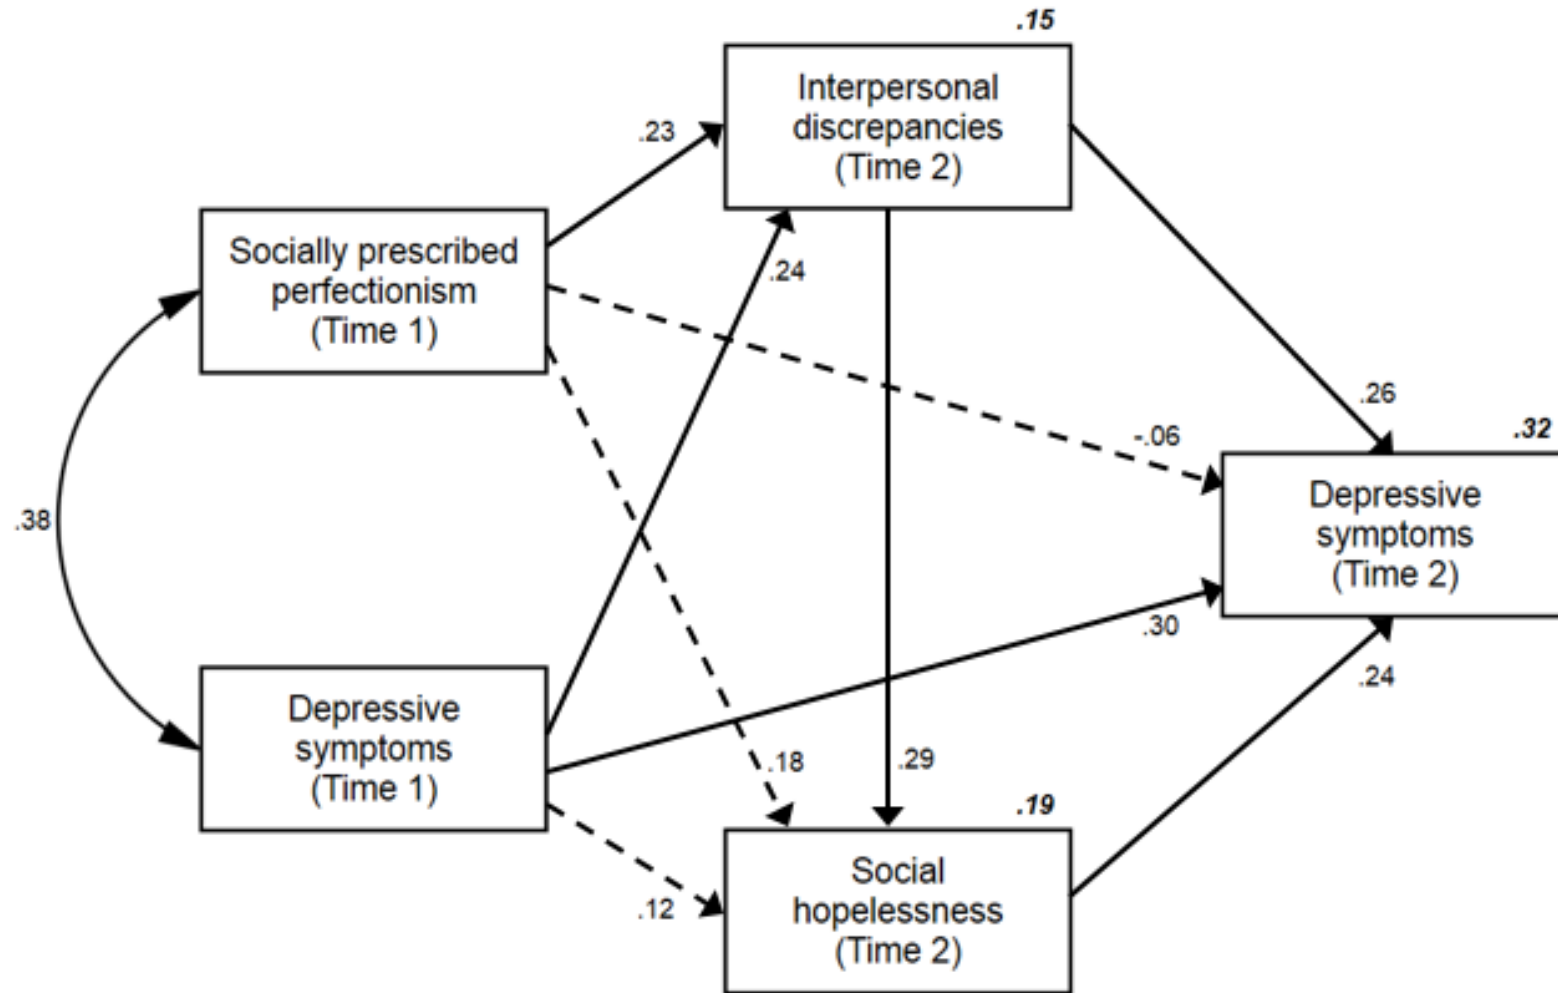 .15
Interpersonal
discrepancies
(Time 2)
.23
Socially prescribed
perfectionism
(Time 1)
.24
.26
-.06
.32
Depressive
symptoms
(Time 2)
.38
.30
Depressive
symptoms
(Time 1)
.24
.18
.29
.19
.12
Social
hopelessness
(Time 2)